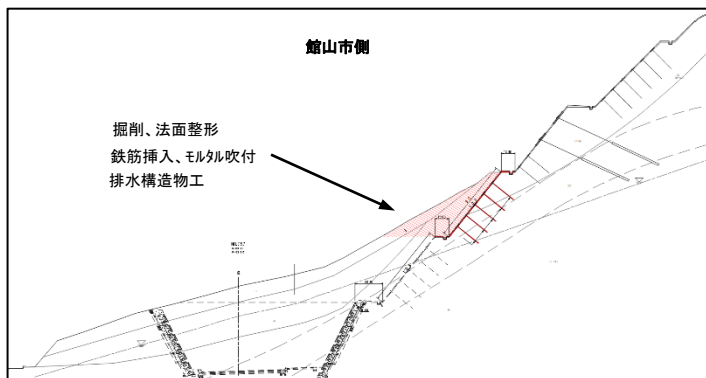 館山市側
掘削、法面整形
鉄筋挿入、モルタル吹付
排水構造物工